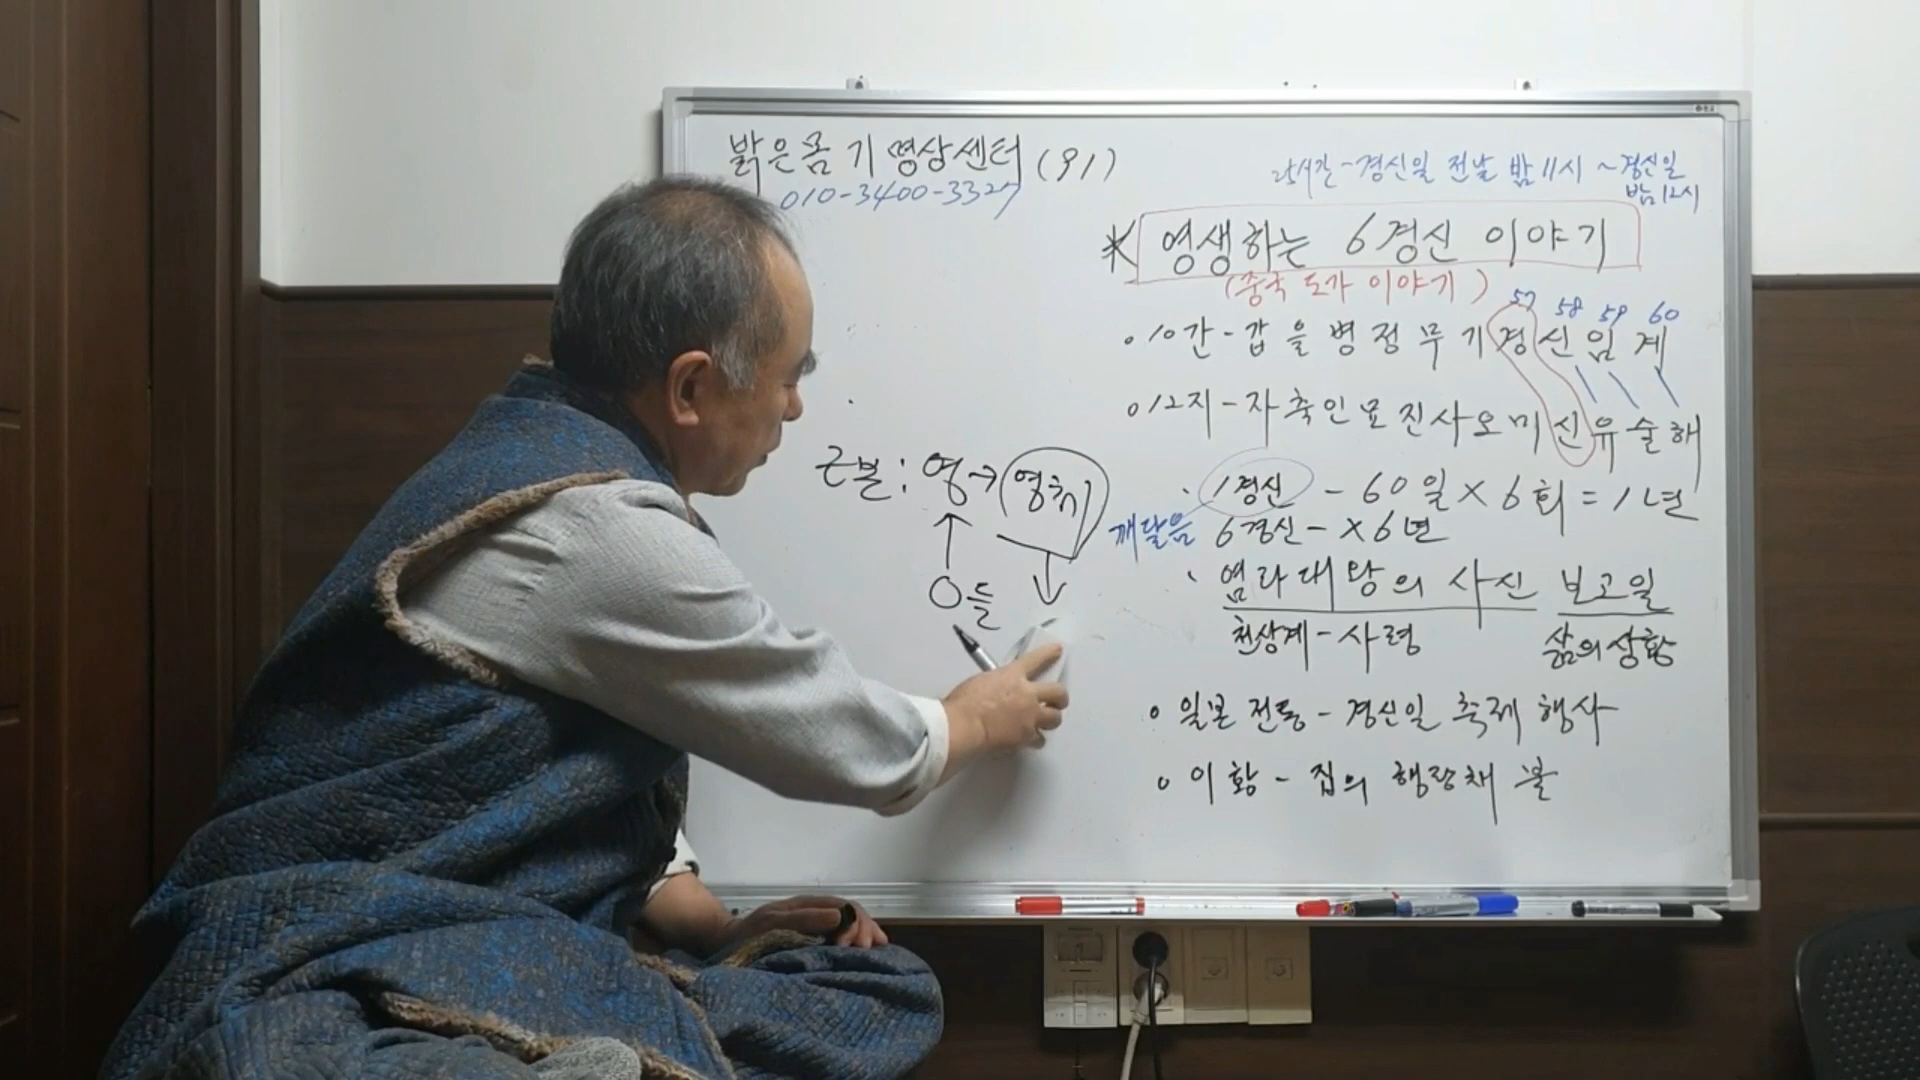 밝은몸 기명상센터 (91)
010-3400-3327
25시간-경신일 전날 밤 11시 ~ 경신일
밤 12시
* 영생하는 6경신 이야기
(중국 도가 이야기)
57 58 59 60
10간-갑을병정무기경신임계
12지-자축인묘진사오미신유술해
근본: 영→
1경신 - 60일×6회=1년
깨달음 6경신-×6년
O들
염라대왕의 사신 보고일
천상계-사령 삶의 상황
일본 전통-경신일 축제 행사
이황-집의 행랑채 불